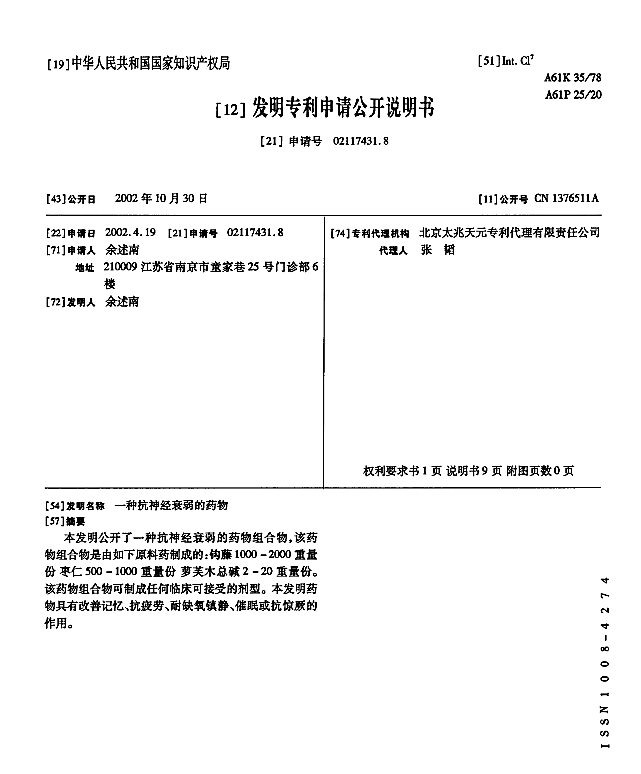 [19]中华人民共和国国家知识产权局
[51]Int. Cl7
A61K 35/78
A61P 25/20
[12]发明专利申请公开说明书
[21] 申请号 02117431.8
[43]公开日 2002 年 10 月 30 日
[11]公开号 CN 1376511A
[22]申请日 2002.4.19 [21]申请号 02117431.8
[71]申请人 余述南
地址 210009 江苏省南京市童家巷 25 号门诊部 6
楼
[72]发明人 余述南
[74]专利代理机构 北京太兆天元专利代理有限责任公司
代理人 张 韬
权利要求书 1 页 说明书 9 页 附图页数 0 页
[54]发明名称 一种抗神经衰弱的药物
[57]摘要
本发明公开了一种抗神经衰弱的药物组合物,该药
物组合物是由如下原料药制成的:钩藤 1000－2000 重量
份 枣仁 500－1000 重量份 萝芙木总碱 2－20 重量份。
该药物组合物可制成任何临床可接受的剂型。本发明药
物具有改善记忆、抗疲劳、耐缺氧镇静、催眠或抗惊厥的
作用。
ISSN1008-4274